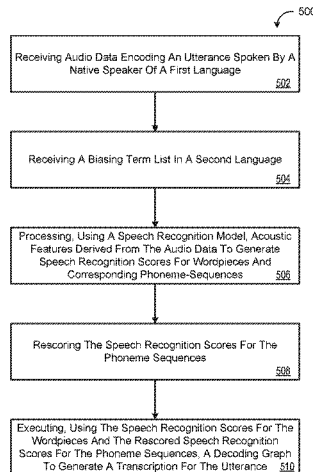 500
Receiving Audio Data Encoding An Utterance Spoken By A
Native Speaker Of A First Language
502
Receiving A Biasing Term List In A Second Language
504
Processing, Using A Speech Recognition Model, Acoustic
Features Derived From The Audio Data To Generate
Speech Recognition Scores For Wordpieces And
Corresponding Phoneme-Sequences 506
Rescoring The Speech Recognition Scores For The
Phoneme Sequences
508
Executing, Using The Speech Recognition Scores For The
Wordpieces And The Rescored Speech Recognition
Scores For The Phoneme Sequences, A Decoding Graph
To Generate A Transcription For The Utterance 510